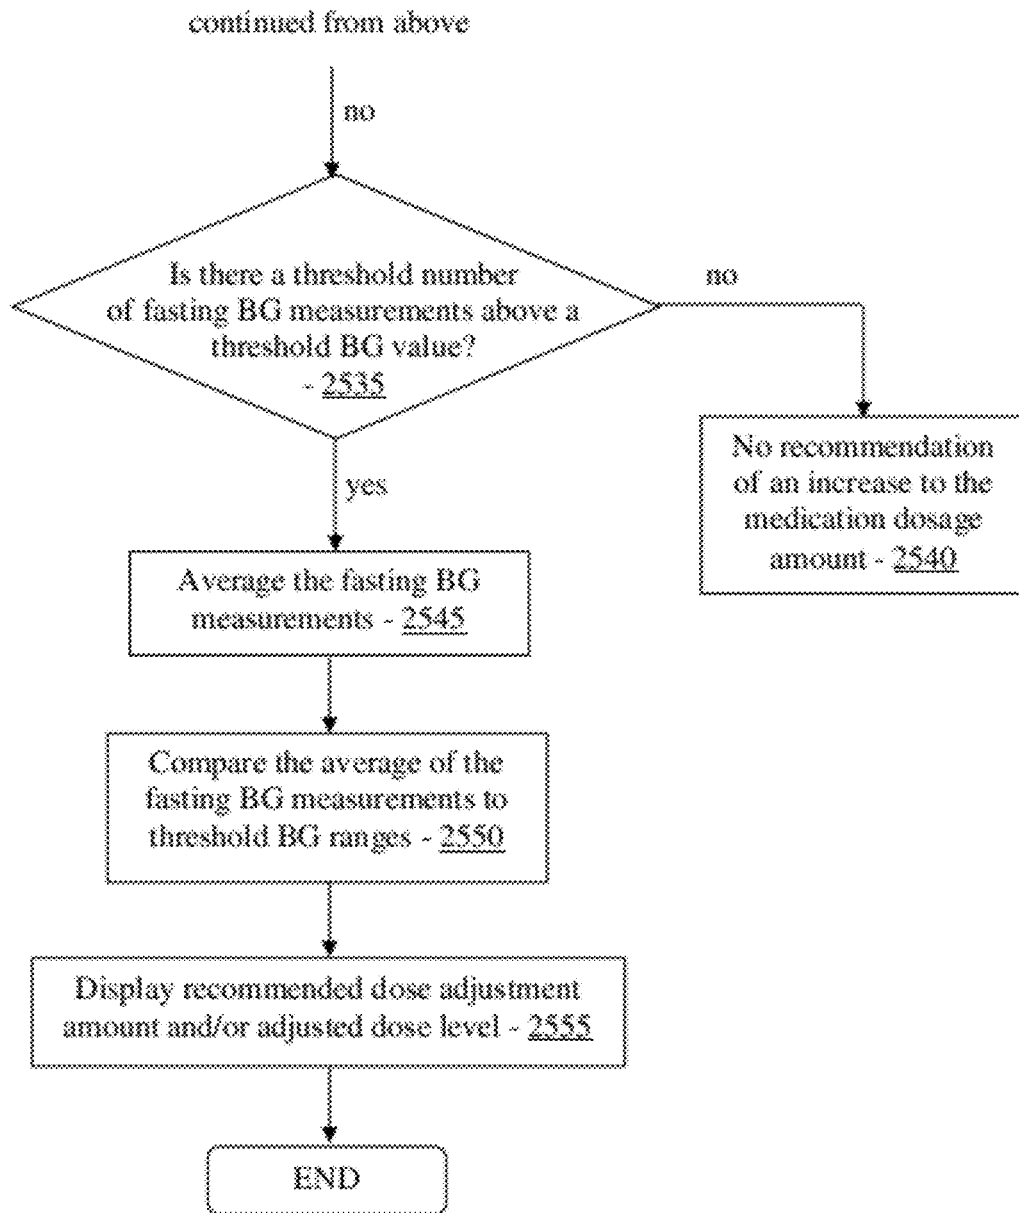 continued from above
no
Is there a threshold number
of fasting BG measurements above a
threshold BG value?
- 2535
no
No recommendation
of an increase to the
medication dosage
amount - 2540
yes
Average the fasting BG
measurements - 2545
Compare the average of the
fasting BG measurements to
threshold BG ranges - 2550
Display recommended dose adjustment
amount and/or adjusted dose level - 2555
END